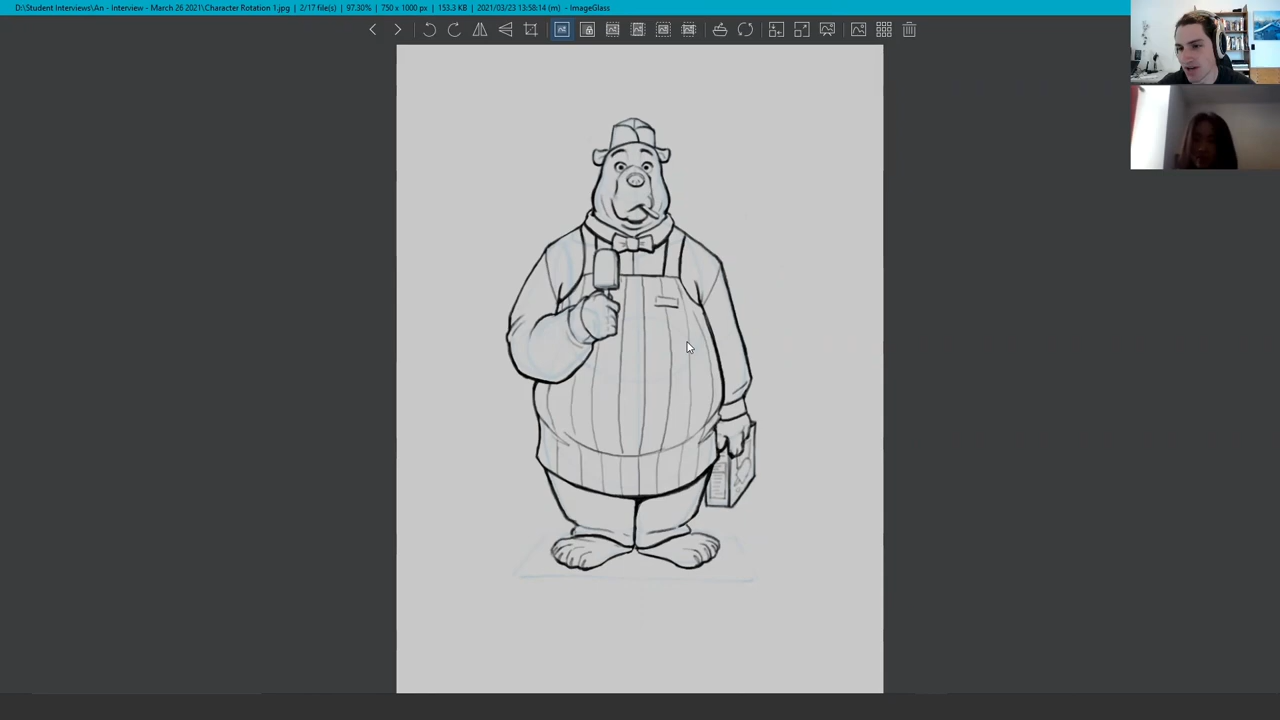 D:\Student Interviews\An - interview - March 26 2021\Character Rotation 1.jpg | 2/17 file(s) | 97.30% | 750 x 1000 px | 153.3 KB | 2021/03/23 13:58:14 (m) - ImageGlass